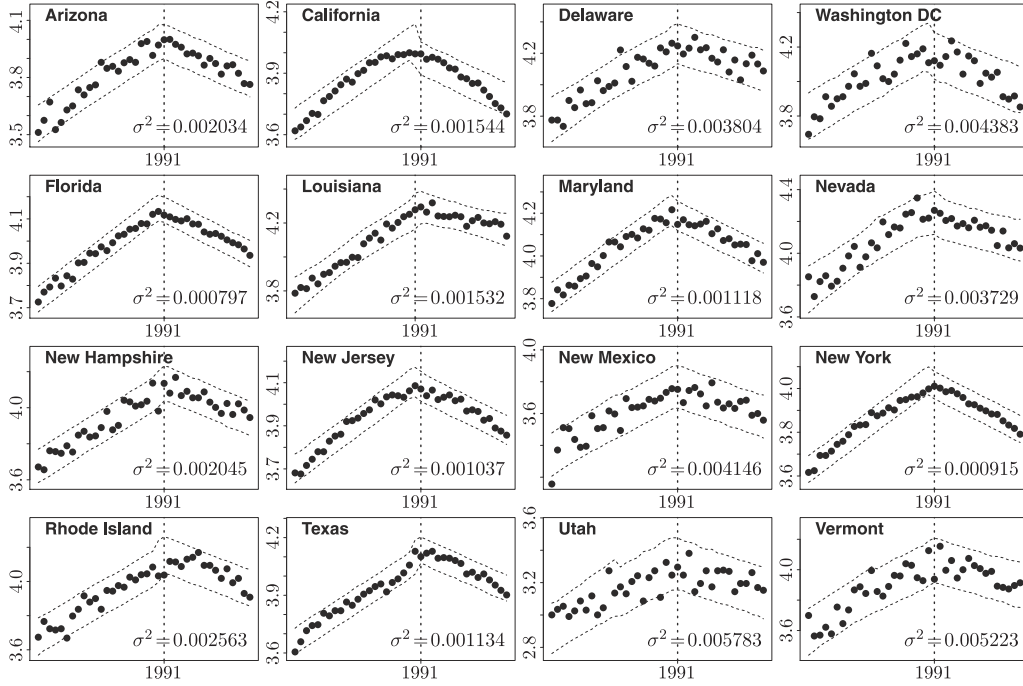 Arizona
3.5 3.8 4.1
σ² = 0.002034
1991
California
3.6 3.9 4.2
σ² = 0.001544
1991
Delaware
3.8 4.2
σ² = 0.003804
1991
Washington DC
3.8 4.2
σ² = 0.004383
1991
Florida
3.7 3.9 4.1
σ² = 0.000797
1991
Louisiana
3.8 4.2
σ² = 0.001532
1991
Maryland
3.8 4.2
σ² = 0.001118
1991
Nevada
3.6 4.0 4.4
σ² = 0.003729
1991
New Hampshire
3.6 4.0
σ² = 0.002045
1991
New Jersey
3.7 3.9 4.1
σ² = 0.001037
1991
New Mexico
3.6 4.0
σ² = 0.004146
1991
New York
3.6 3.8 4.0
σ² = 0.000915
1991
Rhode Island
3.6 4.0
σ² = 0.002563
1991
Texas
3.6 3.9 4.2
σ² = 0.001134
1991
Utah
2.8 3.2 3.6
σ² = 0.005783
1991
Vermont
3.6 4.0
σ² = 0.005223
1991